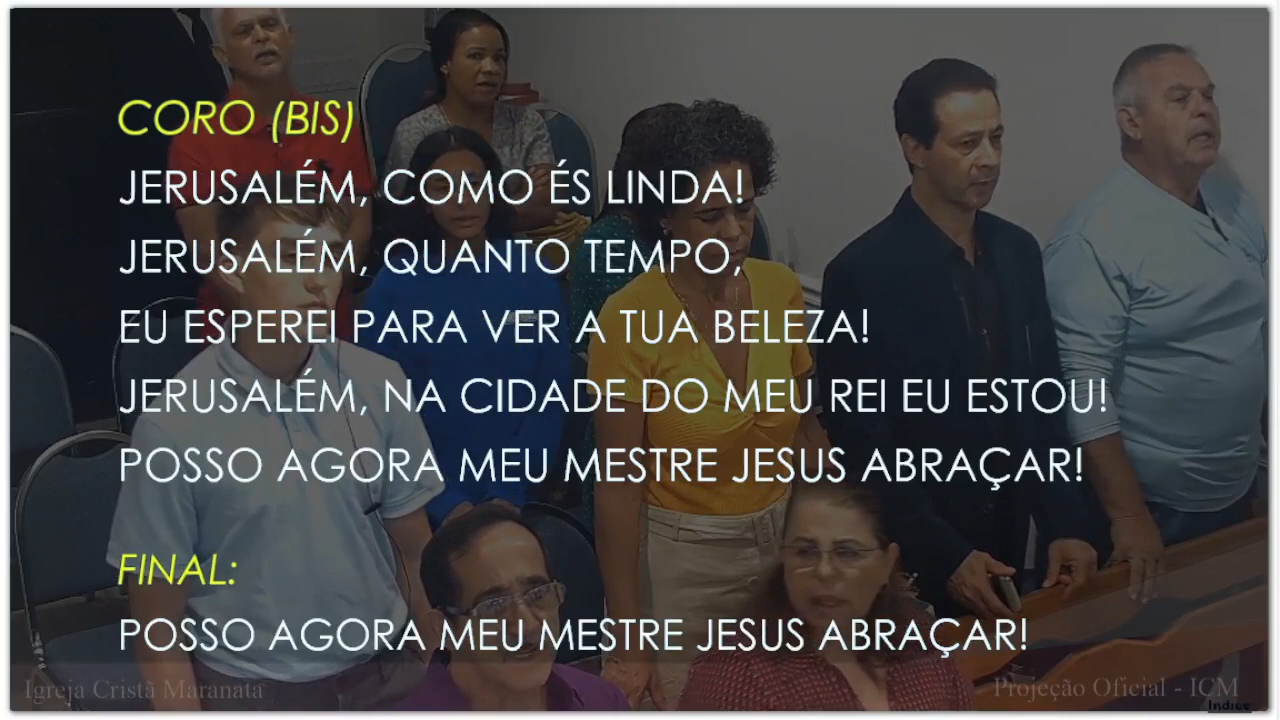 CORO (BIS)
JERUSALÉM, COMO ÉS LINDA!
JERUSALÉM, QUANTO TEMPO,
EU ESPEREI PARA VER A TUA BELEZA!
JERUSALÉM, NA CIDADE DO MEU REI EU ESTOU!
POSSO AGORA MEU MESTRE JESUS ABRAÇAR!
FINAL:
POSSO AGORA MEU MESTRE JESUS ABRAÇAR!
Igreja Cristã Maranata
Projeção Oficial - ICM
Índice